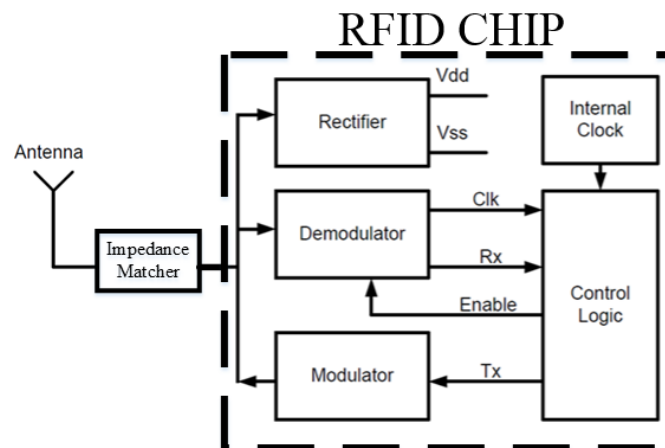 RFID CHIP
Vdd
Rectifier
Vss
Internal
Clock
Antenna
Impedance
Matcher
Demodulator
Clk
Rx
Enable
Control
Logic
Modulator
Tx